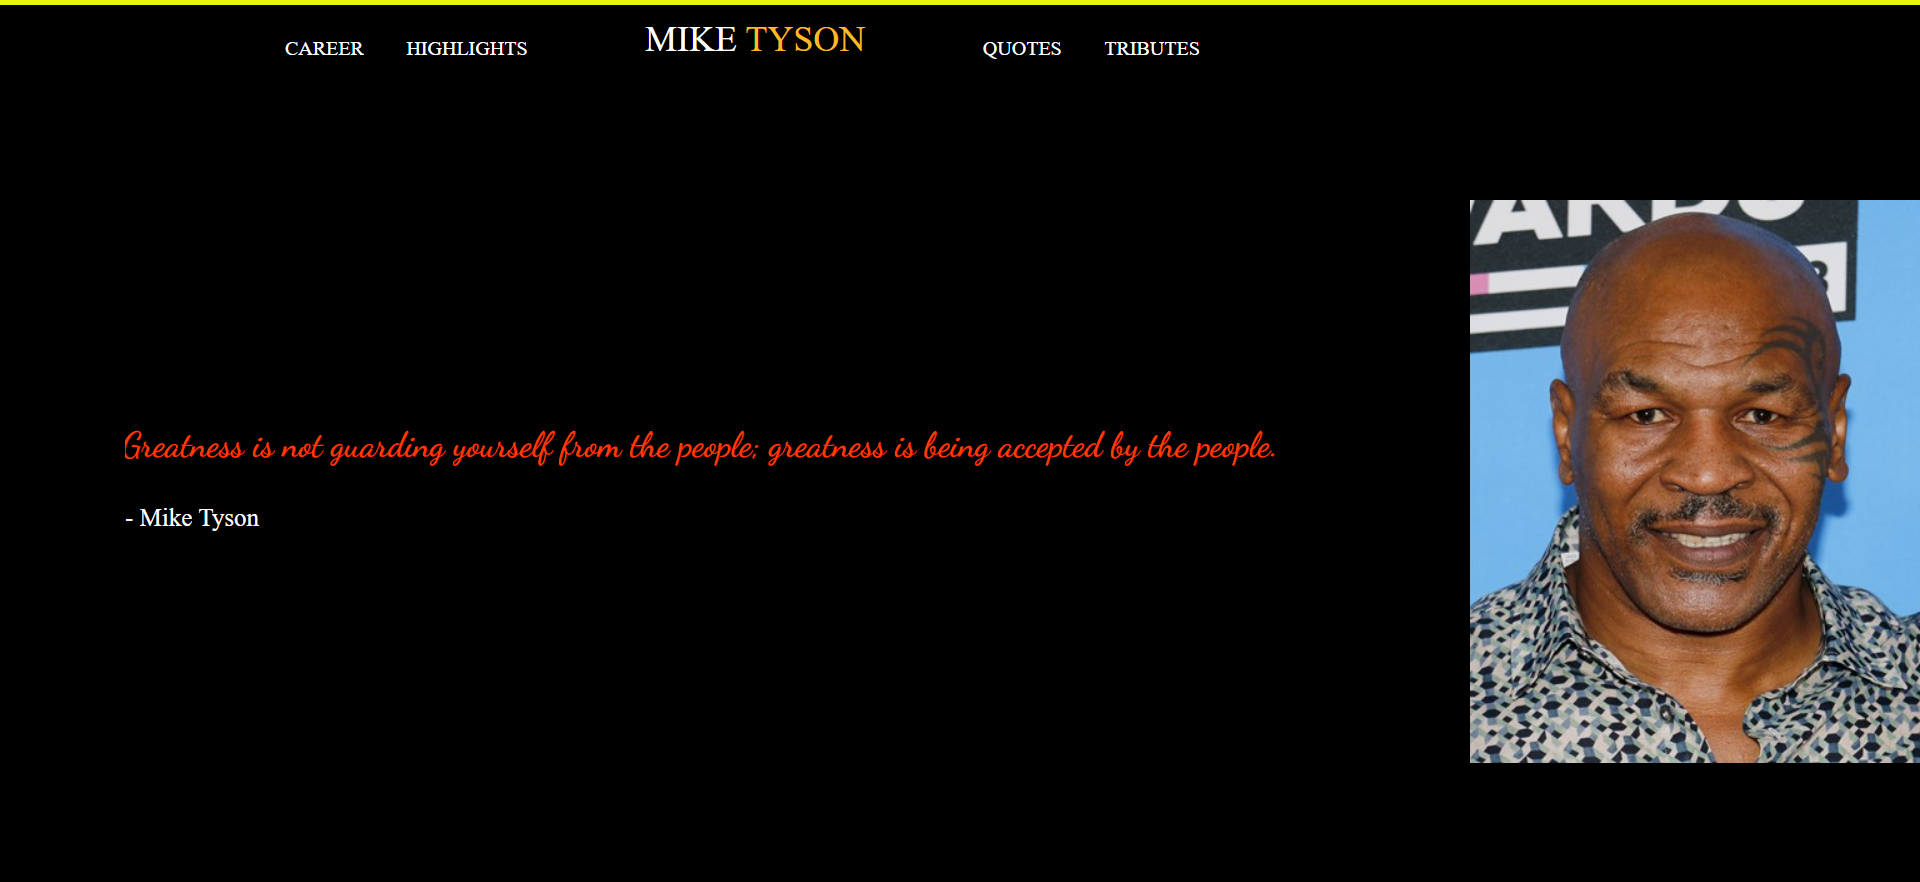 CAREER HIGHLIGHTS MIKE TYSON QUOTES TRIBUTES
Greatness is not guarding yourself from the people; greatness is being accepted by the people.
- Mike Tyson